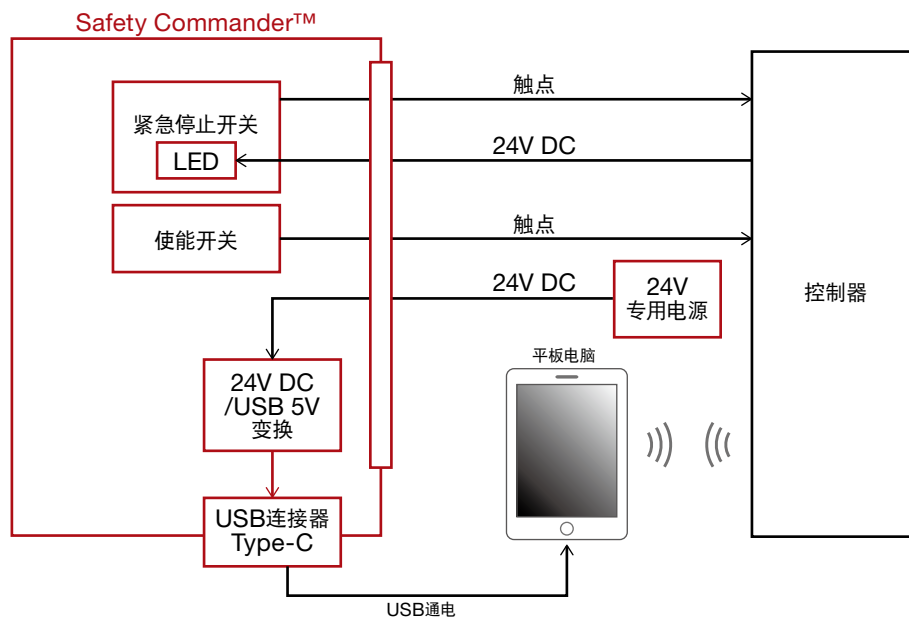 Safety Commander™
紧急停止开关
LED
触点
24V DC
使能开关
触点
24V DC
24V
专用电源
控制器
平板电脑
24V DC
/USB 5V
变换
USB连接器
Type-C
USB通电